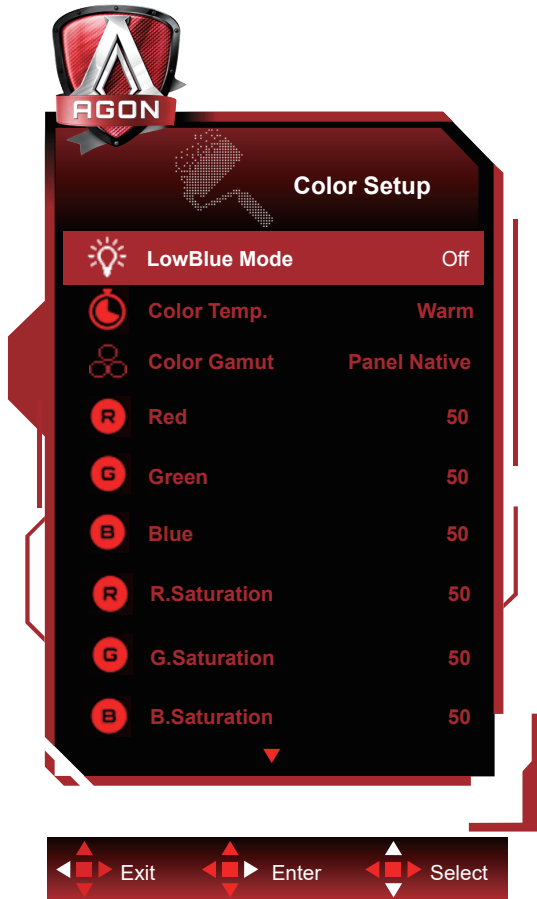 AGON
Color Setup
LowBlue Mode Off
Color Temp. Warm
Color Gamut Panel Native
R Red 50
G Green 50
B Blue 50
R R.Saturation 50
G G.Saturation 50
B B.Saturation 50
Exit Enter Select